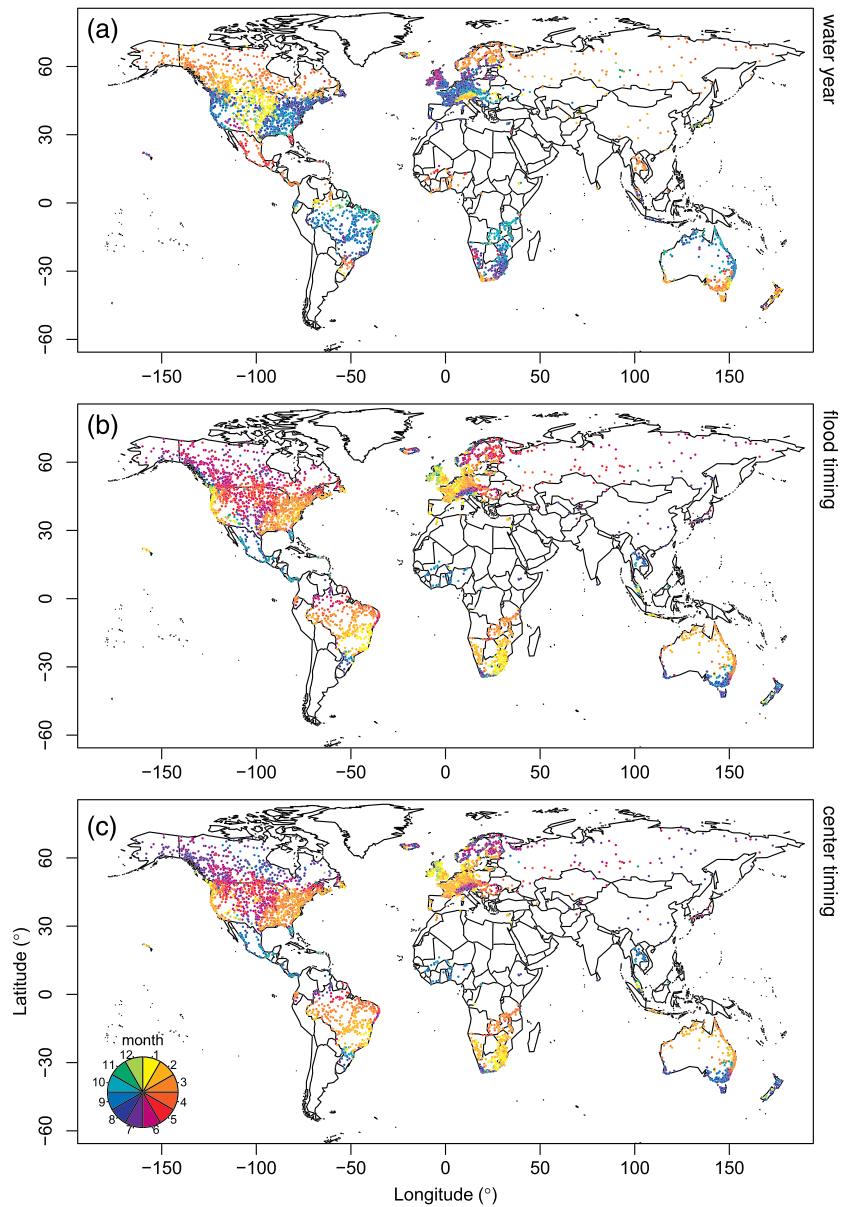 (a)
water year
60
30
0
−30
−60
−150 −100 −50 0 50 100 150
(b)
flood timing
60
30
0
−30
−60
−150 −100 −50 0 50 100 150
(c)
center timing
60
30
0
−30
−60
Latitude (°)
month
12 1
11 2
10 3
9 4
8 5
7 6
−150 −100 −50 0 50 100 150
Longitude (°)